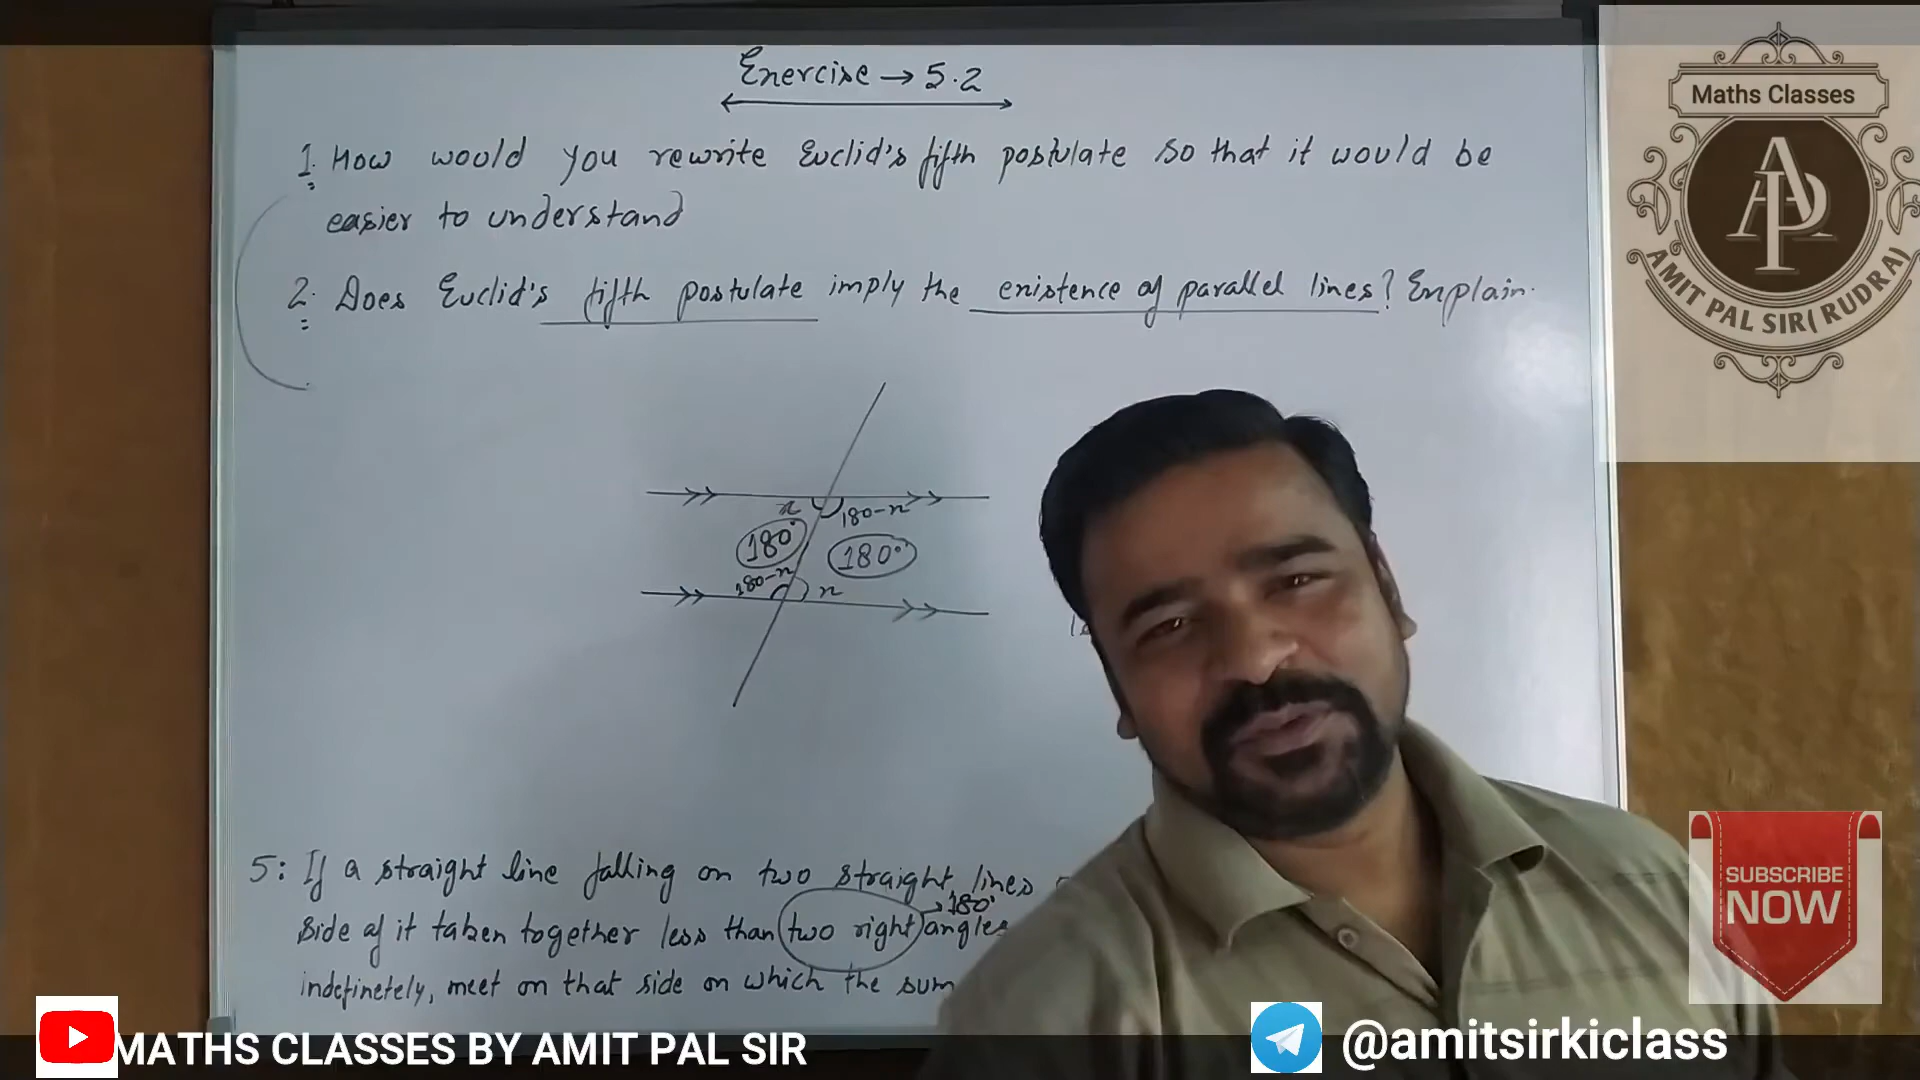 Exercise → 5.2
1. How would you rewrite Euclid's fifth postulate so that it would be
easier to understand
2. Does Euclid's fifth postulate imply the existence of parallel lines? Explain.
x 180-x
180° 180°
180-x x
5: If a straight line falling on two straight lines
→180°
side of it taken together less than two right angles
indefinetely, meet on that side on which the sum
Maths Classes
AP
AMIT PAL SIR( RUDRA)
SUBSCRIBE
NOW
MATHS CLASSES BY AMIT PAL SIR
@amitsirkiclass